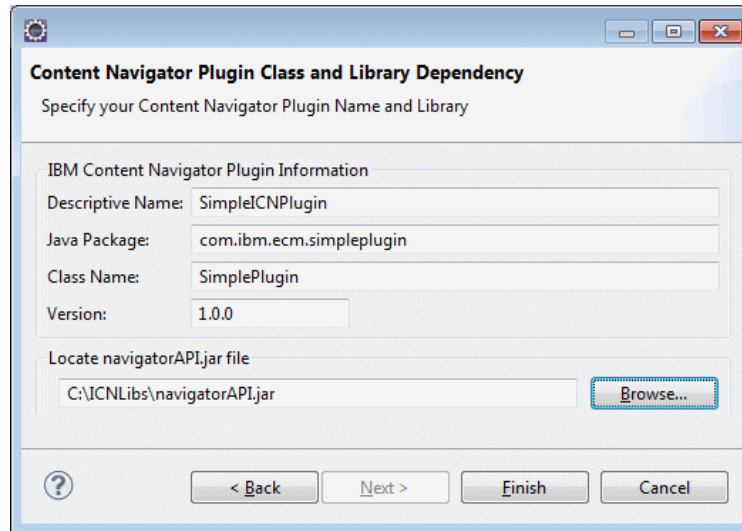 Content Navigator Plugin Class and Library Dependency
Specify your Content Navigator Plugin Name and Library
IBM Content Navigator Plugin Information
Descriptive Name: SimpleICNPlugin
Java Package: com.ibm.ecm.simpleplugin
Class Name: SimplePlugin
Version: 1.0.0
Locate navigatorAPI.jar file
C:\ICNLibs\navigatorAPI.jar Browse...
? < Back Next > Finish Cancel